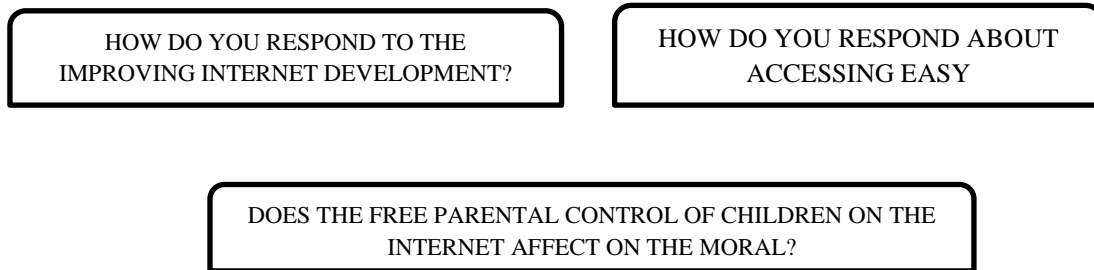 HOW DO YOU RESPOND TO THE
IMPROVING INTERNET DEVELOPMENT?
HOW DO YOU RESPOND ABOUT
ACCESSING EASY
DOES THE FREE PARENTAL CONTROL OF CHILDREN ON THE
INTERNET AFFECT ON THE MORAL?